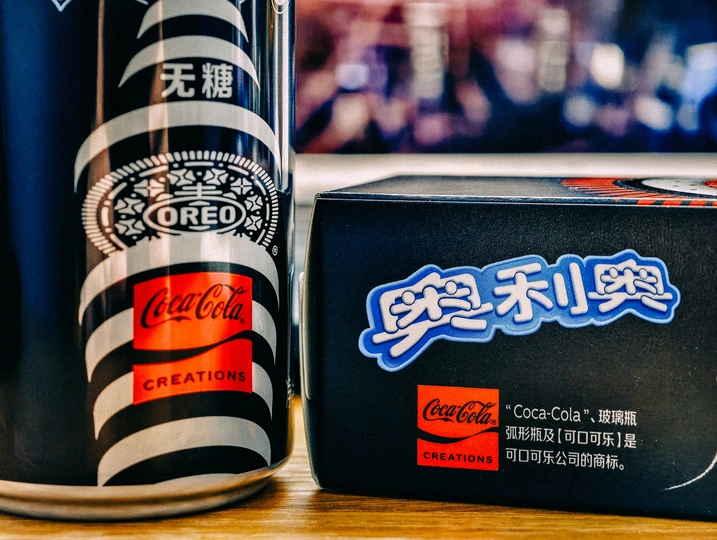 无糖
OREO
®
Coca-Cola
CREATIONS
奥利奥
Coca-Cola®
CREATIONS
“Coca-Cola”、玻璃瓶
弧形瓶及【可口可乐】是
可口可乐公司的商标。